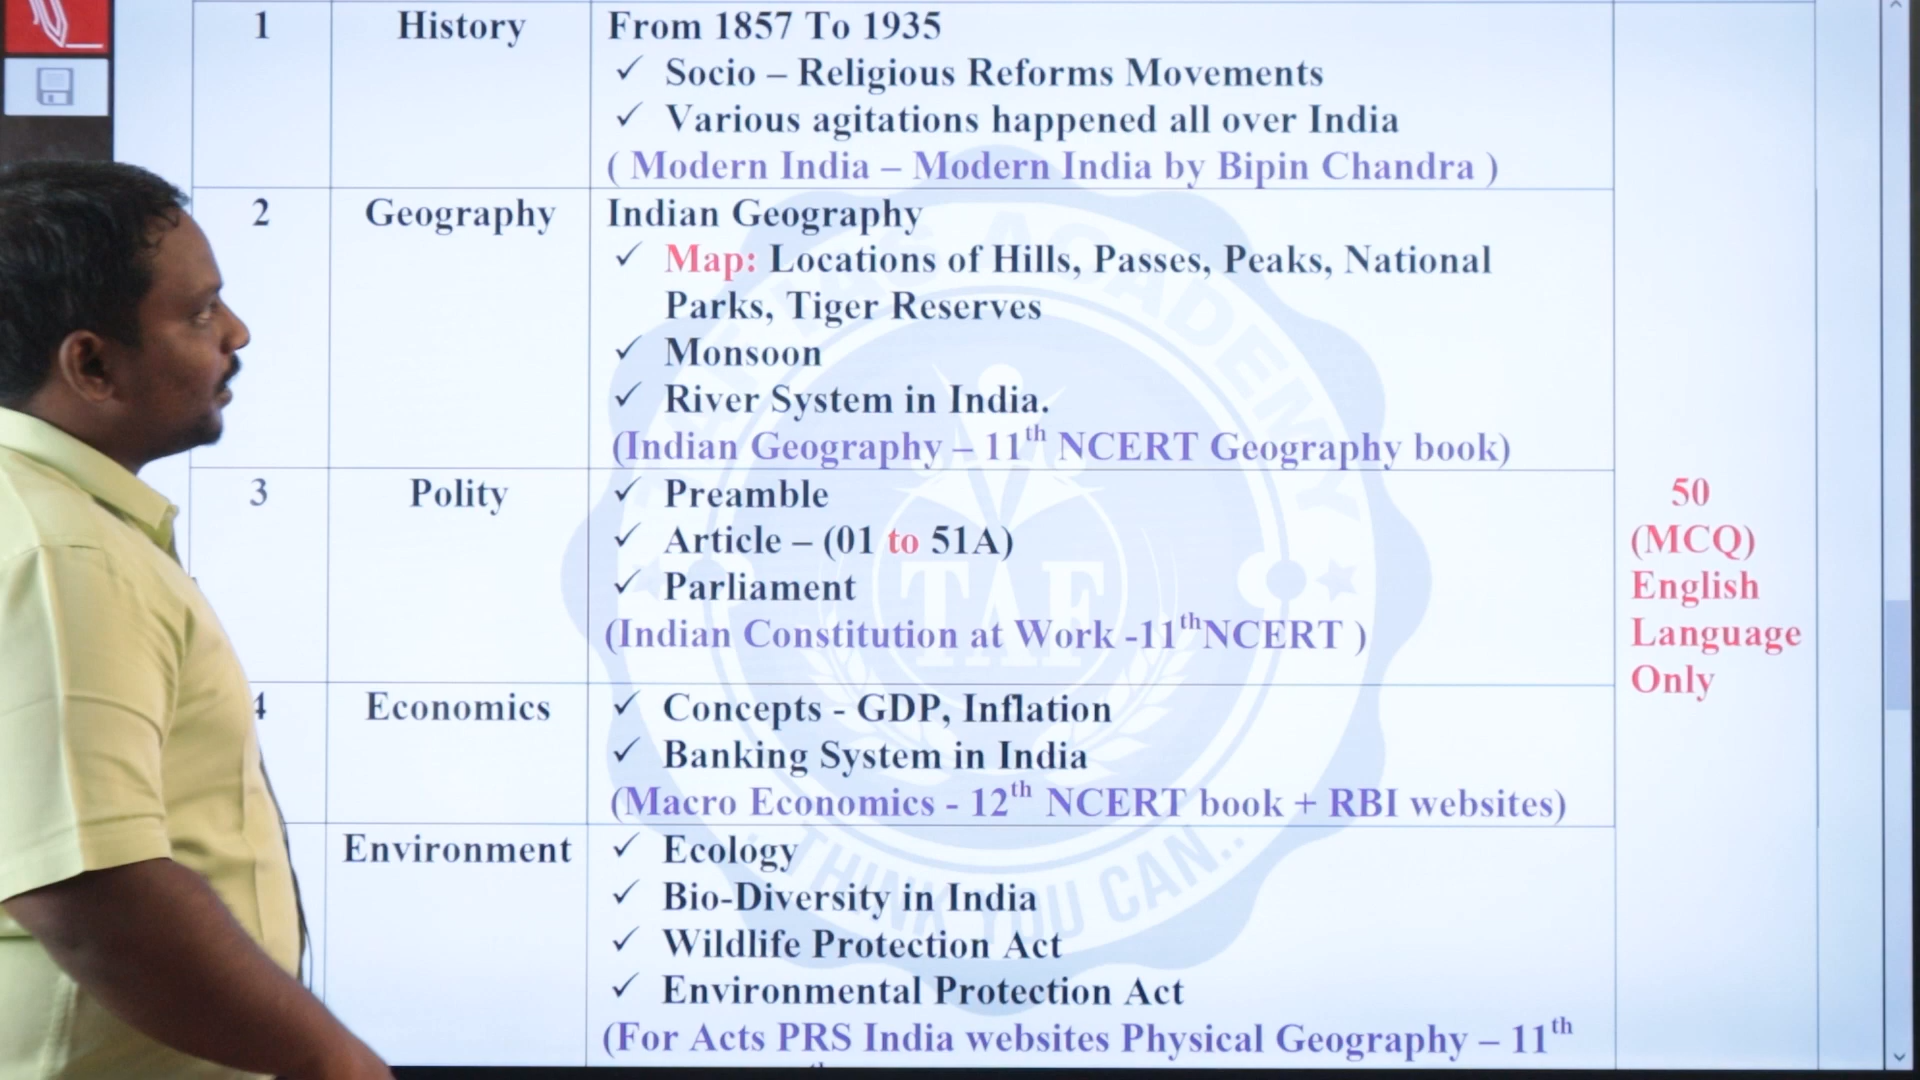 1 History From 1857 To 1935
✓ Socio – Religious Reforms Movements
✓ Various agitations happened all over India
( Modern India – Modern India by Bipin Chandra )
2 Geography Indian Geography
✓ Map: Locations of Hills, Passes, Peaks, National
Parks, Tiger Reserves
✓ Monsoon
✓ River System in India.
(Indian Geography – 11th NCERT Geography book)
3 Polity ✓ Preamble
✓ Article – (01 to 51A)
✓ Parliament
(Indian Constitution at Work -11thNCERT )
4 Economics ✓ Concepts - GDP, Inflation
✓ Banking System in India
(Macro Economics - 12th NCERT book + RBI websites)
Environment ✓ Ecology
✓ Bio-Diversity in India
✓ Wildlife Protection Act
✓ Environmental Protection Act
(For Acts PRS India websites Physical Geography – 11th
50
(MCQ)
English
Language
Only
ACADEMY
TAF
THINK YOU CAN..